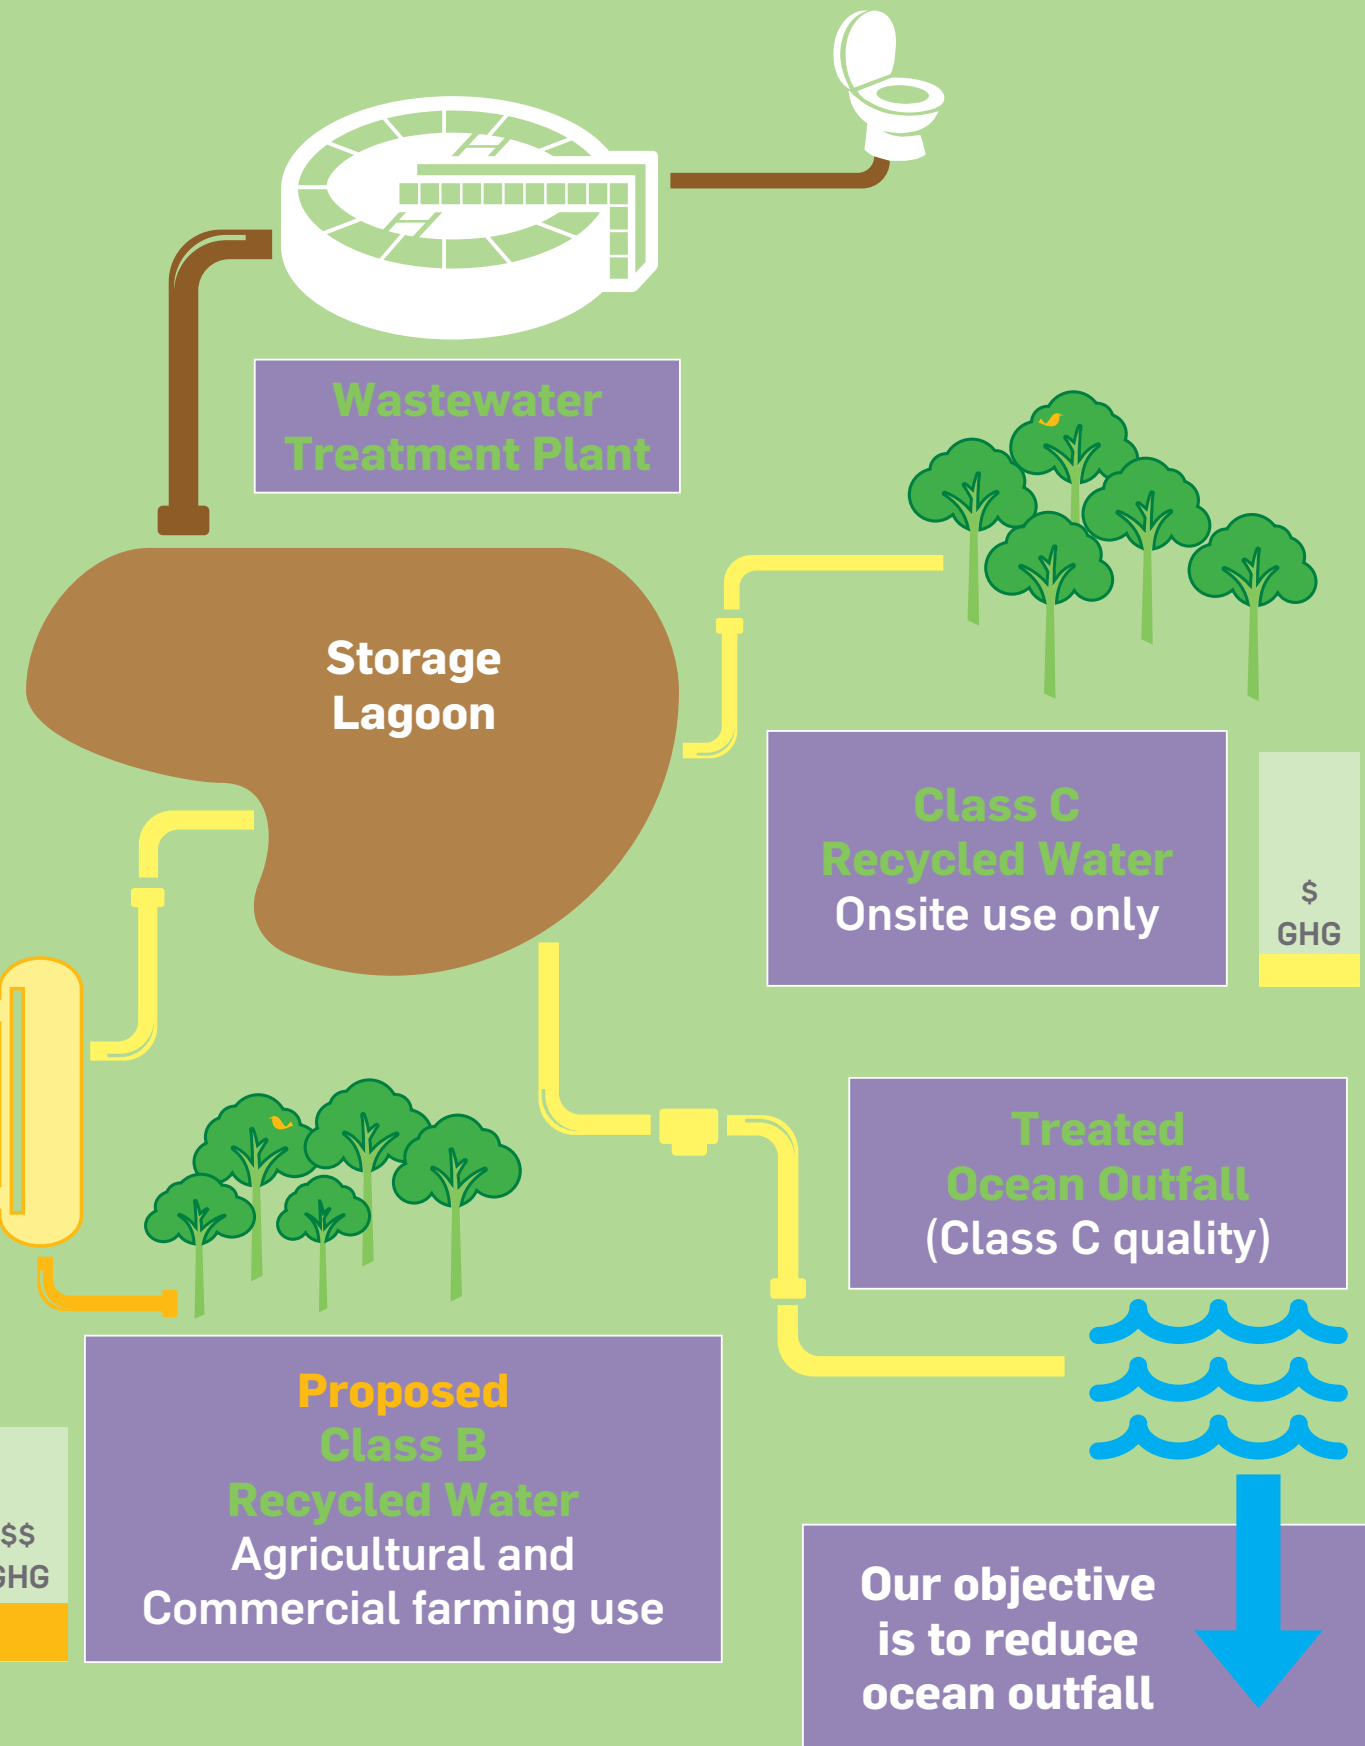 Wastewater
Treatment Plant
Storage
Lagoon
Class C
Recycled Water
Onsite use only
$
GHG
Treated
Ocean Outfall
(Class C quality)
Proposed
Class B
Recycled Water
Agricultural and
Commercial farming use
$$
GHG
Our objective
is to reduce
ocean outfall